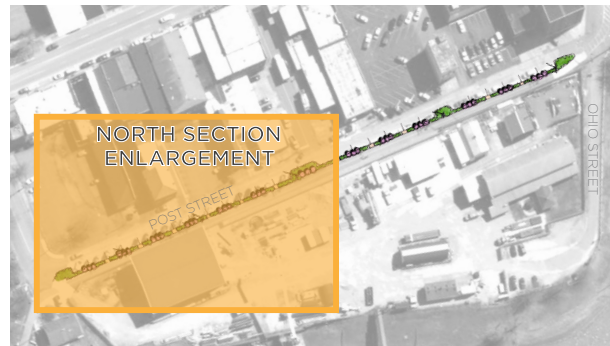 NORTH SECTION
ENLARGEMENT
POST STREET
OHIO STREET